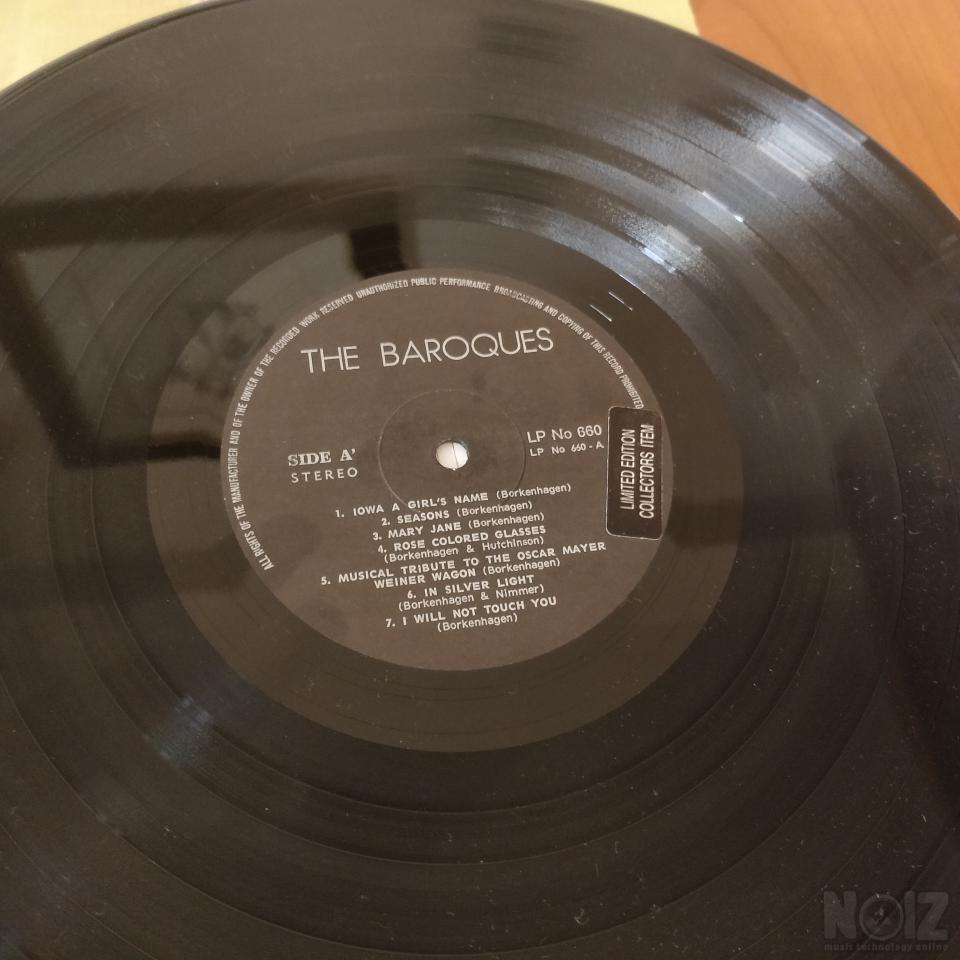 ALL RIGHTS OF THE MANUFACTURER AND OF THE OWNER OF THE RECORDED WORK RESERVED UNAUTHORIZED PUBLIC PERFORMANCE BROADCASTING AND COPYING OF THIS RECORD PROHIBITED
THE BAROQUES
SIDE A'
STEREO
LP No 660
LP No 660 - A
LIMITED EDITION
COLLECTORS ITEM
1. IOWA A GIRL'S NAME (Borkenhagen)
2. SEASONS (Borkenhagen)
3. MARY JANE (Borkenhagen)
4. ROSE COLORED GLASSES
(Borkenhagen & Hutchinson)
5. MUSICAL TRIBUTE TO THE OSCAR MAYER
WEINER WAGON (Borkenhagen)
6. IN SILVER LIGHT
(Borkenhagen & Nimmer)
7. I WILL NOT TOUCH YOU
(Borkenhagen)
NOIZ
music technology online